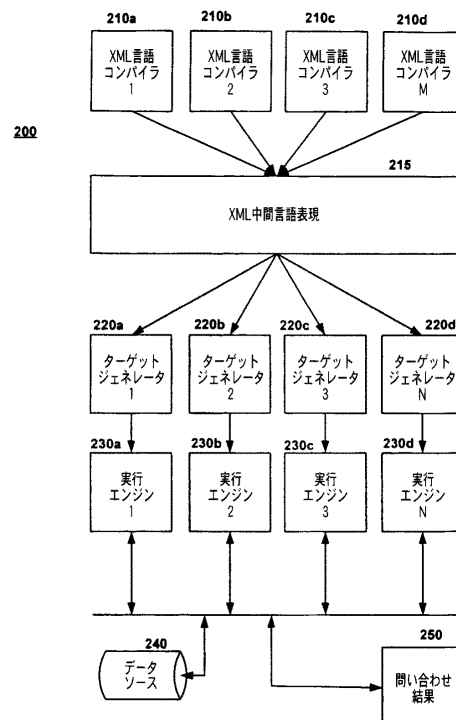 210a 210b 210c 210d
XML言語
コンパイラ
1
XML言語
コンパイラ
2
XML言語
コンパイラ
3
XML言語
コンパイラ
M
200
215
XML中間言語表現
220a 220b 220c 220d
ターゲット
ジェネレータ
1
ターゲット
ジェネレータ
2
ターゲット
ジェネレータ
3
ターゲット
ジェネレータ
N
230a 230b 230c 230d
実行
エンジン
1
実行
エンジン
2
実行
エンジン
3
実行
エンジン
N
240
データ
ソース
250
問い合わせ
結果